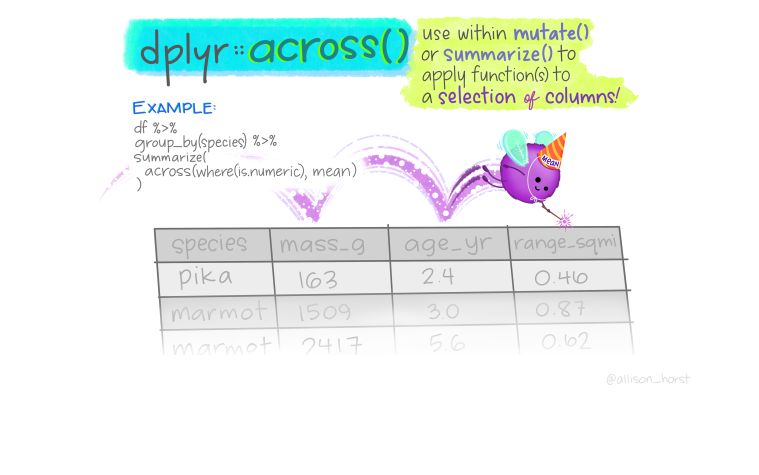 dplyr::across()
use within mutate()
or summarize() to
apply function(s) to
a selection of columns!
EXAMPLE:
df %>%
group_by(species) %>%
summarize(
across(where(is.numeric), mean)
)
MEAN
species mass_g age_yr range_sqmi
pika 163 2.4 0.46
marmot 1509 3.0 0.87
marmot 2417 5.6 0.62
@allison_horst